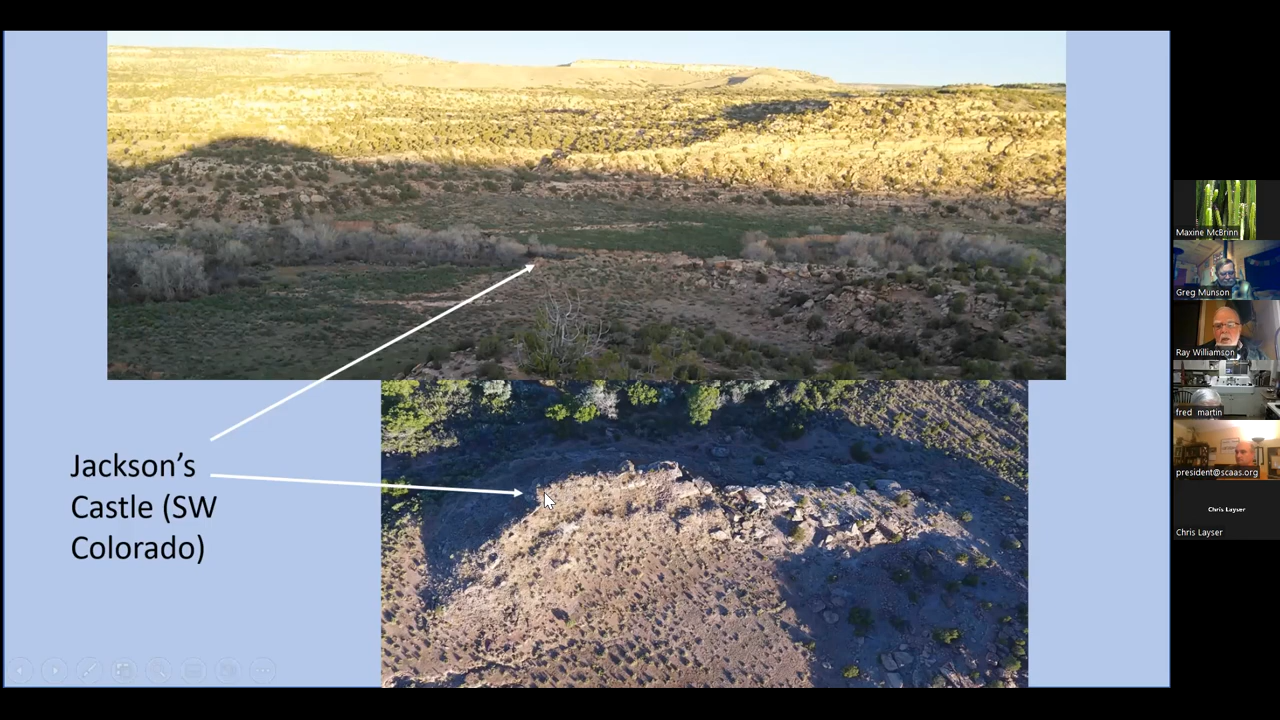 Jackson’s
Castle (SW
Colorado)
Maxine McBrinn
Greg Munson
Ray Williamson
fred martin
president@scaas.org
Chris Layser
Chris Layser